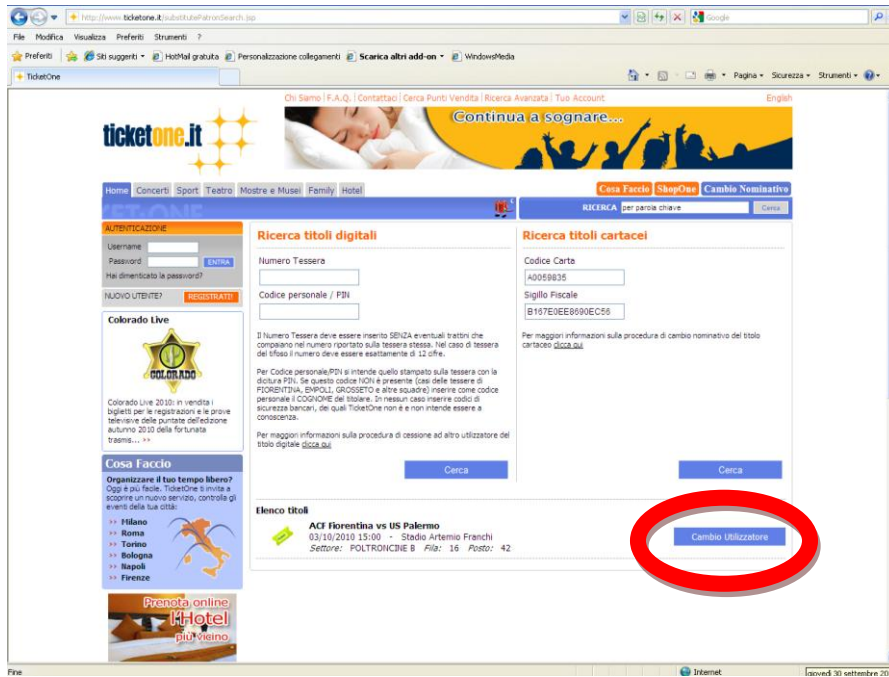 http://www.ticketone.it/substitutePatronSearch.jsp
Google
File Modifica Visualizza Preferiti Strumenti ?
Preferiti Siti suggeriti HotMail gratuita Personalizzazione collegamenti Scarica altri add-on WindowsMedia
TicketOne
Pagina Sicurezza Strumenti
Chi Siamo | F.A.Q. | Contattaci | Cerca Punti Vendita | Ricerca Avanzata | Tuo Account
English
ticketone.it
Continua a sognare...
Home Concerti Sport Teatro Mostre e Musei Family Hotel
Cosa Faccio ShopOne Cambio Nominativo
KET-ONE
RICERCA per parola chiave Cerca
AUTENTICAZIONE
Username
Password ENTRA
Hai dimenticato la password?
NUOVO UTENTE? REGISTRATI!
Colorado Live
COLORADO
Colorado Live 2010: in vendita i
biglietti per le registrazioni e le prove
televisive delle puntate dell'edizione
autunno 2010 della fortunata
trasmis... >>
Cosa Faccio
Organizzare il tuo tempo libero?
Oggi è più facile. TicketOne ti invita a
scoprire un nuovo servizio, controlla gli
eventi della tua città:
>> Milano
>> Roma
>> Torino
>> Bologna
>> Napoli
>> Firenze
Prenota online
l'Hotel
più vicino
Ricerca titoli digitali
Numero Tessera
Codice personale / PIN
Il Numero Tessera deve essere inserito SENZA eventuali trattini che
compaiano nel numero riportato sulla tessera stessa. Nel caso di tessera
del tifoso il numero deve essere esattamente di 12 cifre.
Per Codice personale/PIN si intende quello stampato sulla tessera con la
dicitura PIN. Se questo codice NON è presente (casi delle tessere di
FIORENTINA, EMPOLI, GROSSETO e altre squadre) inserire come codice
personale il COGNOME del titolare. In nessun caso inserire codici di
sicurezza bancari, dei quali TicketOne non è e non intende essere a
conoscenza.
Per maggiori informazioni sulla procedura di cessione ad altro utilizzatore del
titolo digitale clicca qui
Cerca
Ricerca titoli cartacei
Codice Carta
A0059835
Sigillo Fiscale
B167E0EE8690EC56
Per maggiori informazioni sulla procedura di cambio nominativo del titolo
cartaceo clicca qui
Cerca
Elenco titoli
ACF Fiorentina vs US Palermo
03/10/2010 15:00 - Stadio Artemio Franchi
Settore: POLTRONCINE B Fila: 16 Posto: 42
Cambio Utilizzatore
Fine
Internet
giovedì 30 settembre 20